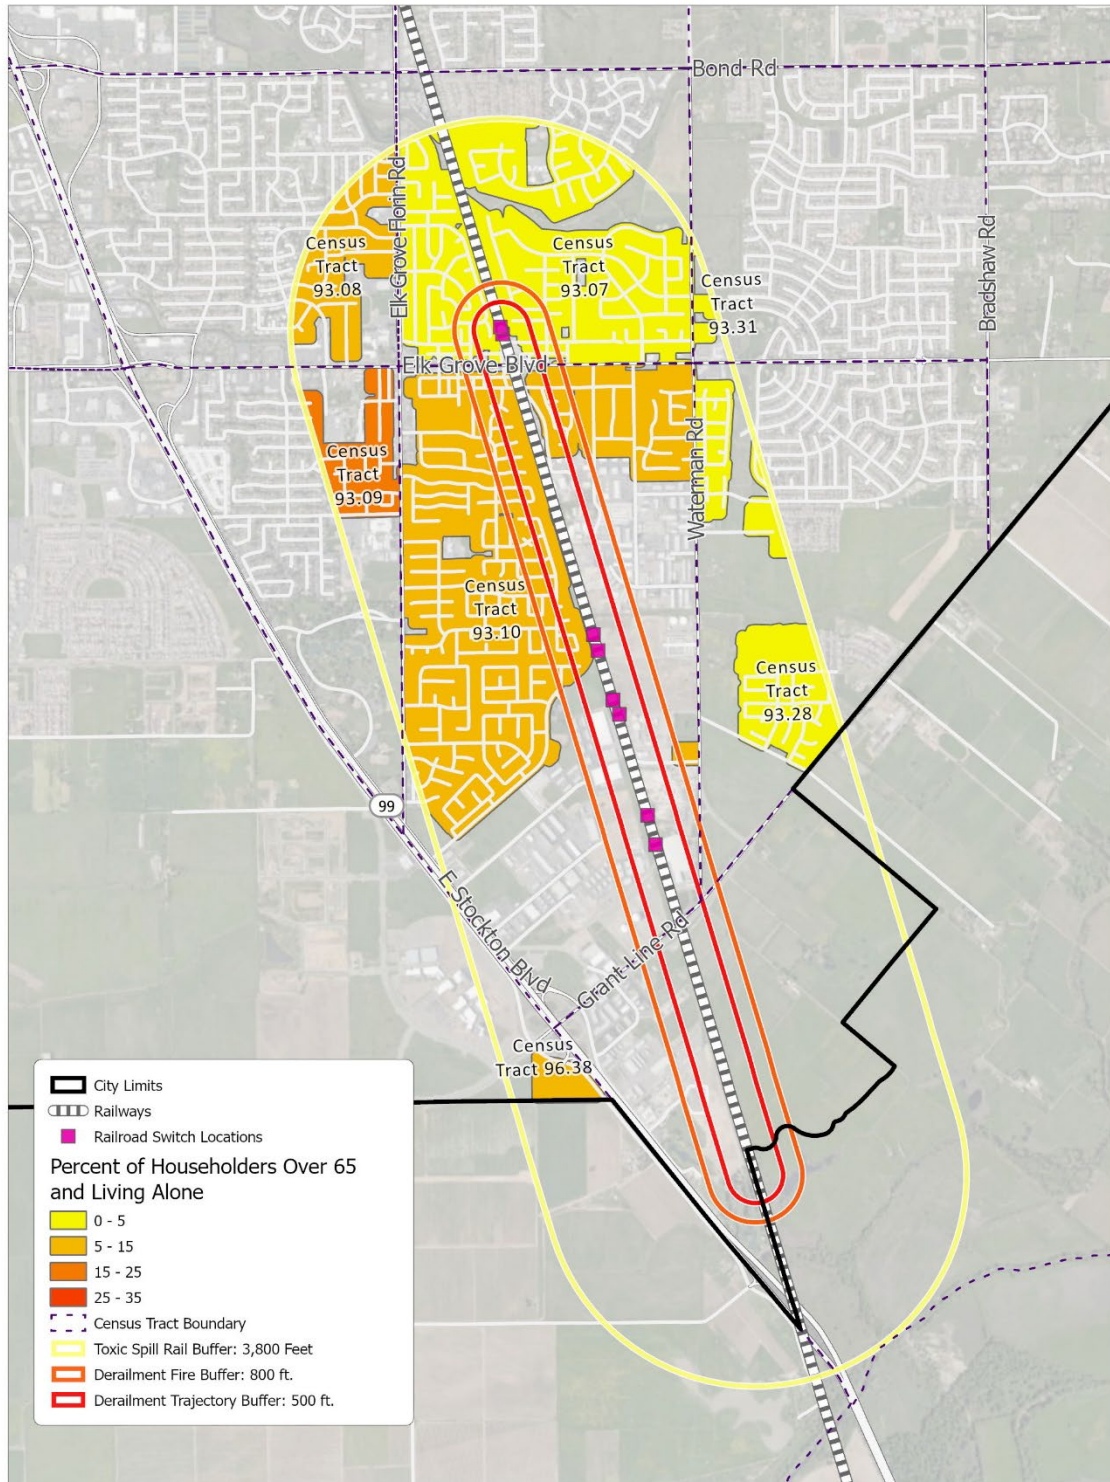 Bond Rd
Elk Grove-Florin Rd
Bradshaw Rd
Census
Tract
93.08
Census
Tract
93.07
Census
Tract
93.31
Elk Grove Blvd
Census
Tract
93.09
Waterman Rd
Census
Tract
93.10
Census
Tract
93.28
99
E Stockton Blvd
Grant Line Rd
Census
Tract 96.38
City Limits
Railways
Railroad Switch Locations
Percent of Householders Over 65
and Living Alone
0 - 5
5 - 15
15 - 25
25 - 35
Census Tract Boundary
Toxic Spill Rail Buffer: 3,800 Feet
Derailment Fire Buffer: 800 ft.
Derailment Trajectory Buffer: 500 ft.